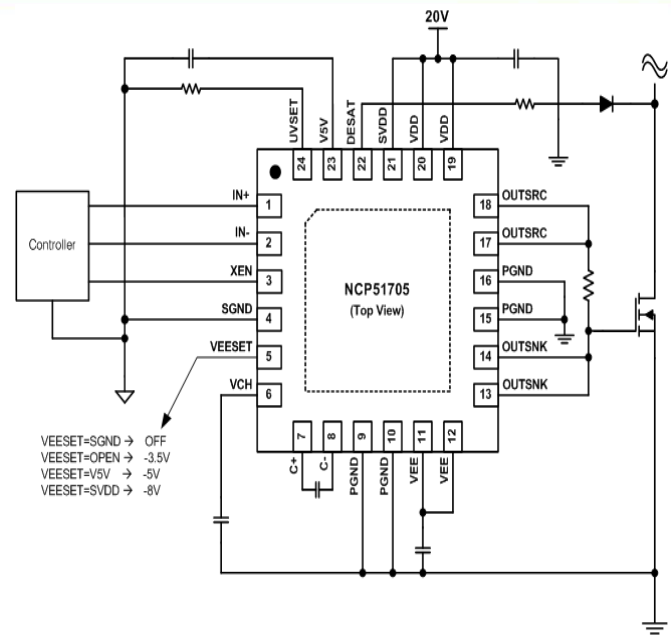 20V
UVSET
V5V
DESAT
SVDD
VDD
VDD
24
23
22
21
20
19
Controller
IN+
1
IN-
2
XEN
3
SGND
4
VEESET
5
VCH
6
NCP51705
(Top View)
18
OUTSRC
17
OUTSRC
16
PGND
15
PGND
14
OUTSNK
13
OUTSNK
7
8
9
10
11
12
C+
C-
PGND
PGND
VEE
VEE
VEESET=SGND → OFF
VEESET=OPEN → -3.5V
VEESET=V5V → -5V
VEESET=SVDD → -8V